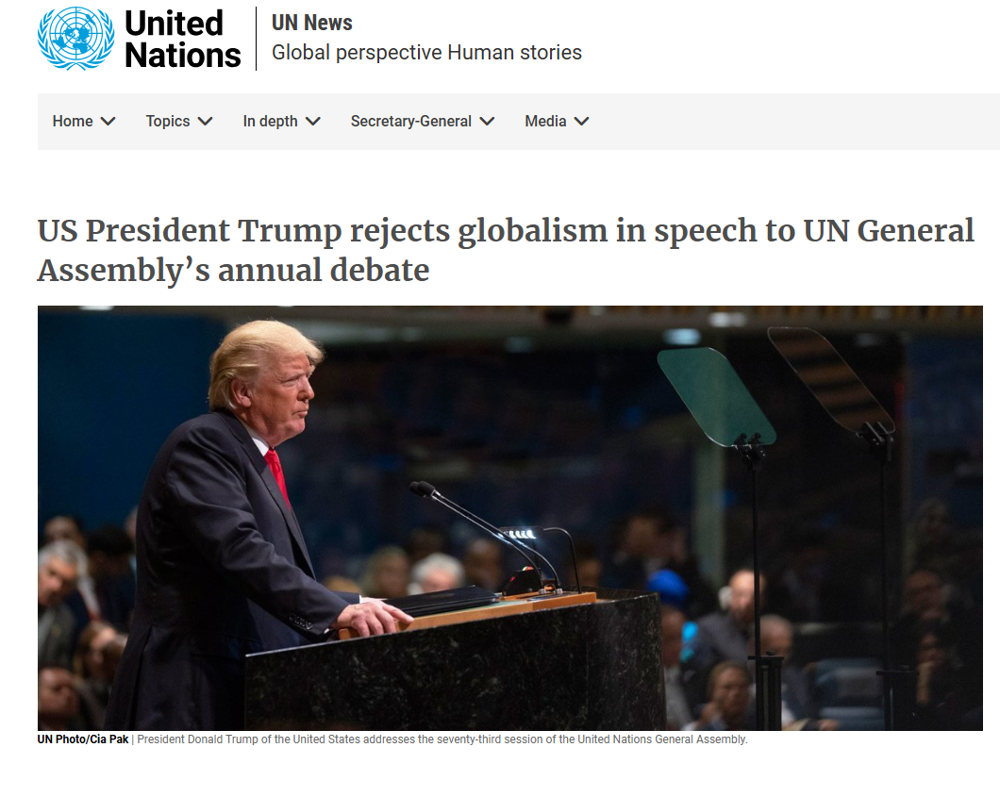 United
Nations
UN News
Global perspective Human stories
Home Topics In depth Secretary-General Media
US President Trump rejects globalism in speech to UN General
Assembly’s annual debate
UN Photo/Cia Pak | President Donald Trump of the United States addresses the seventy-third session of the United Nations General Assembly.